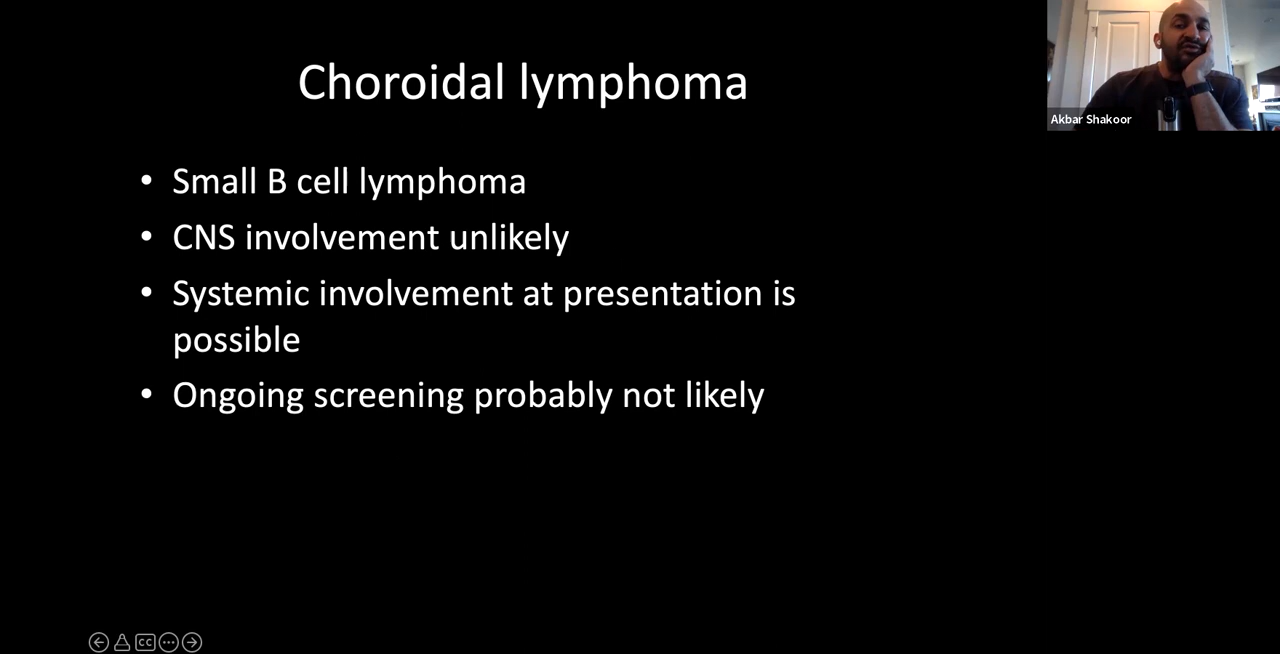 Choroidal lymphoma
Akbar Shakoor
• Small B cell lymphoma
• CNS involvement unlikely
• Systemic involvement at presentation is
possible
• Ongoing screening probably not likely
CC